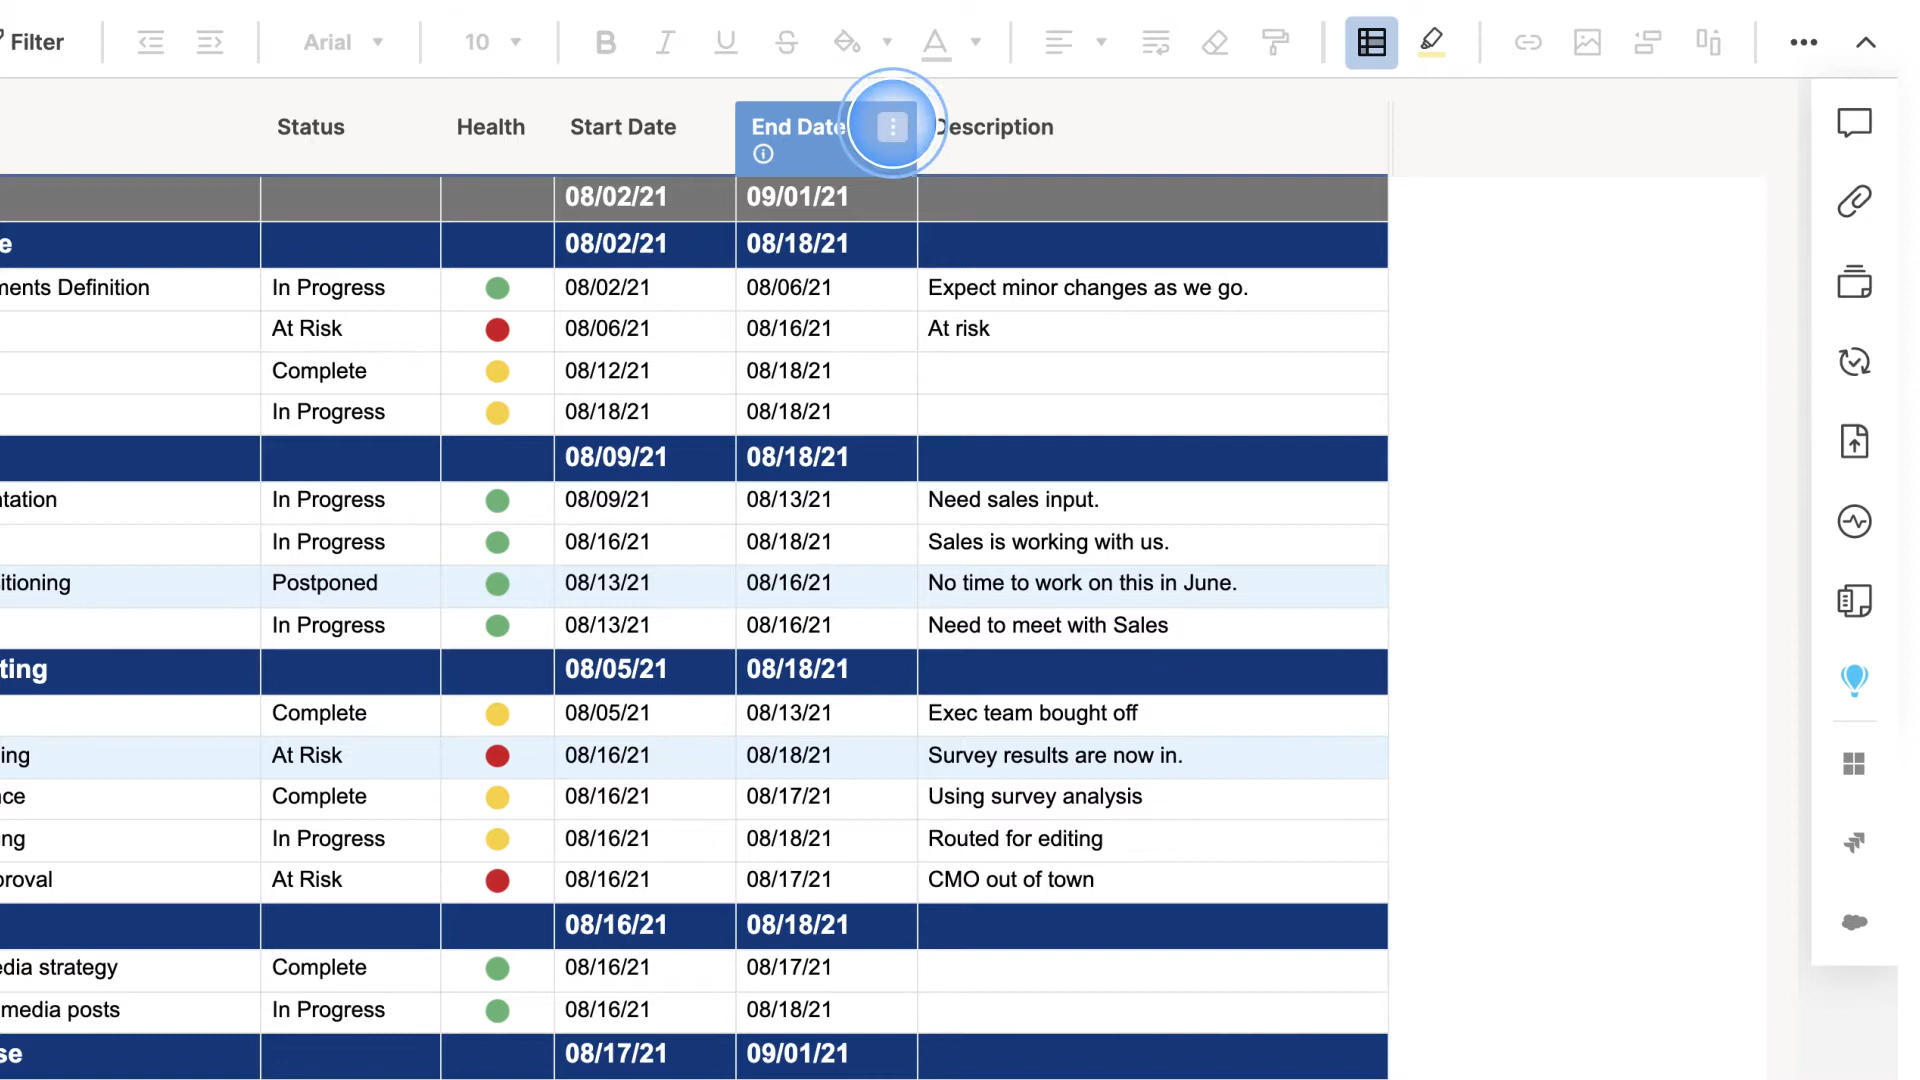 Filter Arial 10 B I U S A
Status Health Start Date End Date Description
08/02/21 09/01/21
e 08/02/21 08/18/21
ments Definition In Progress 08/02/21 08/06/21 Expect minor changes as we go.
At Risk 08/06/21 08/16/21 At risk
Complete 08/12/21 08/18/21
In Progress 08/18/21 08/18/21
08/09/21 08/18/21
tation In Progress 08/09/21 08/13/21 Need sales input.
In Progress 08/16/21 08/18/21 Sales is working with us.
itioning Postponed 08/13/21 08/16/21 No time to work on this in June.
In Progress 08/13/21 08/16/21 Need to meet with Sales
ting 08/05/21 08/18/21
Complete 08/05/21 08/13/21 Exec team bought off
ing At Risk 08/16/21 08/18/21 Survey results are now in.
ce Complete 08/16/21 08/17/21 Using survey analysis
ng In Progress 08/16/21 08/18/21 Routed for editing
proval At Risk 08/16/21 08/17/21 CMO out of town
08/16/21 08/18/21
edia strategy Complete 08/16/21 08/17/21
media posts In Progress 08/16/21 08/18/21
se 08/17/21 09/01/21